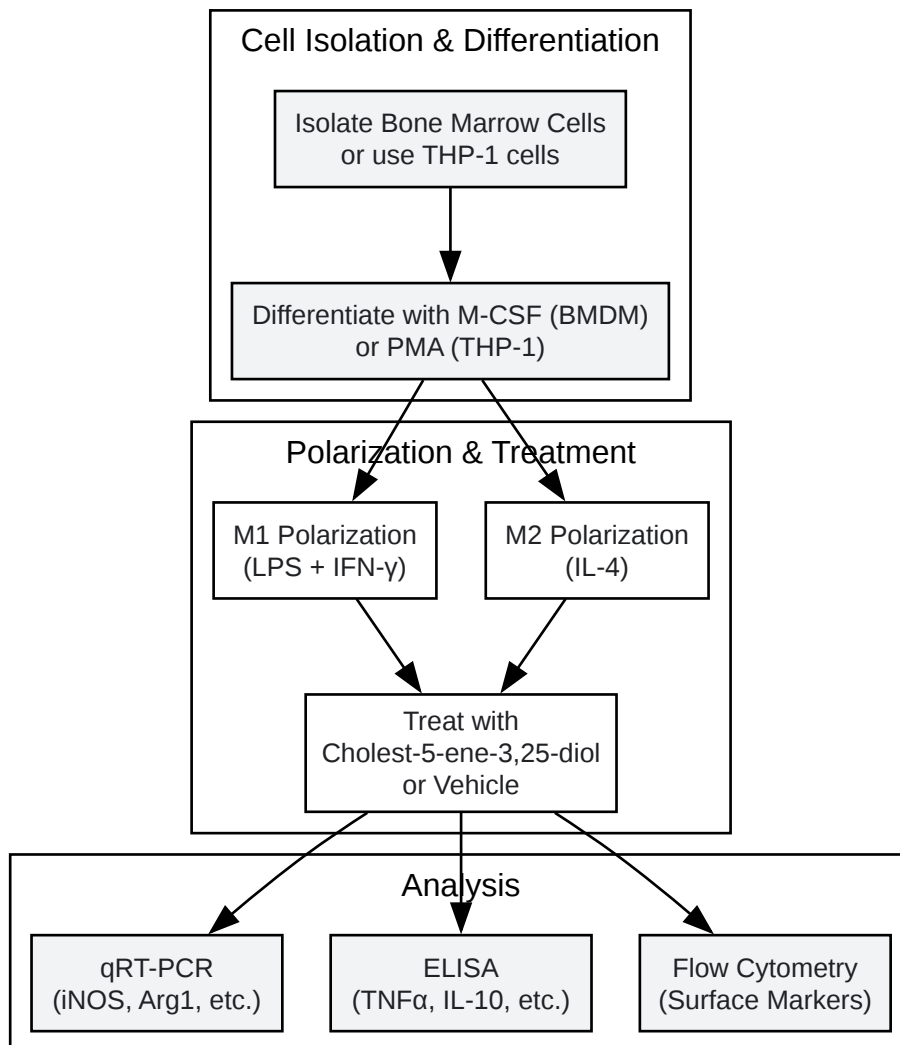 Cell Isolation & Differentiation
Isolate Bone Marrow Cells
or use THP-1 cells
Differentiate with M-CSF (BMDM)
or PMA (THP-1)
Polarization & Treatment
M1 Polarization
(LPS + IFN-γ)
M2 Polarization
(IL-4)
Treat with
Cholest-5-ene-3,25-diol
or Vehicle
Analysis
qRT-PCR
(iNOS, Arg1, etc.)
ELISA
(TNFα, IL-10, etc.)
Flow Cytometry
(Surface Markers)